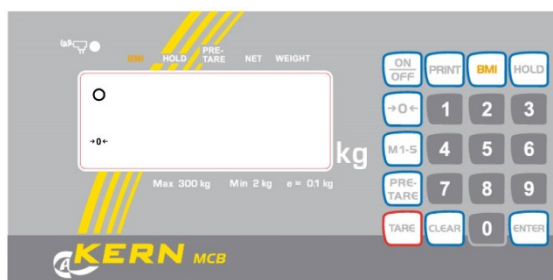 BMI HOLD PRE-TARE NET WEIGHT
→0←
kg
Max 300 kg Min 2 kg e = 0.1 kg
KERN MCB
ON OFF PRINT BMI HOLD
→0← 1 2 3
M1-5 4 5 6
PRE-TARE 7 8 9
TARE CLEAR 0 ENTER